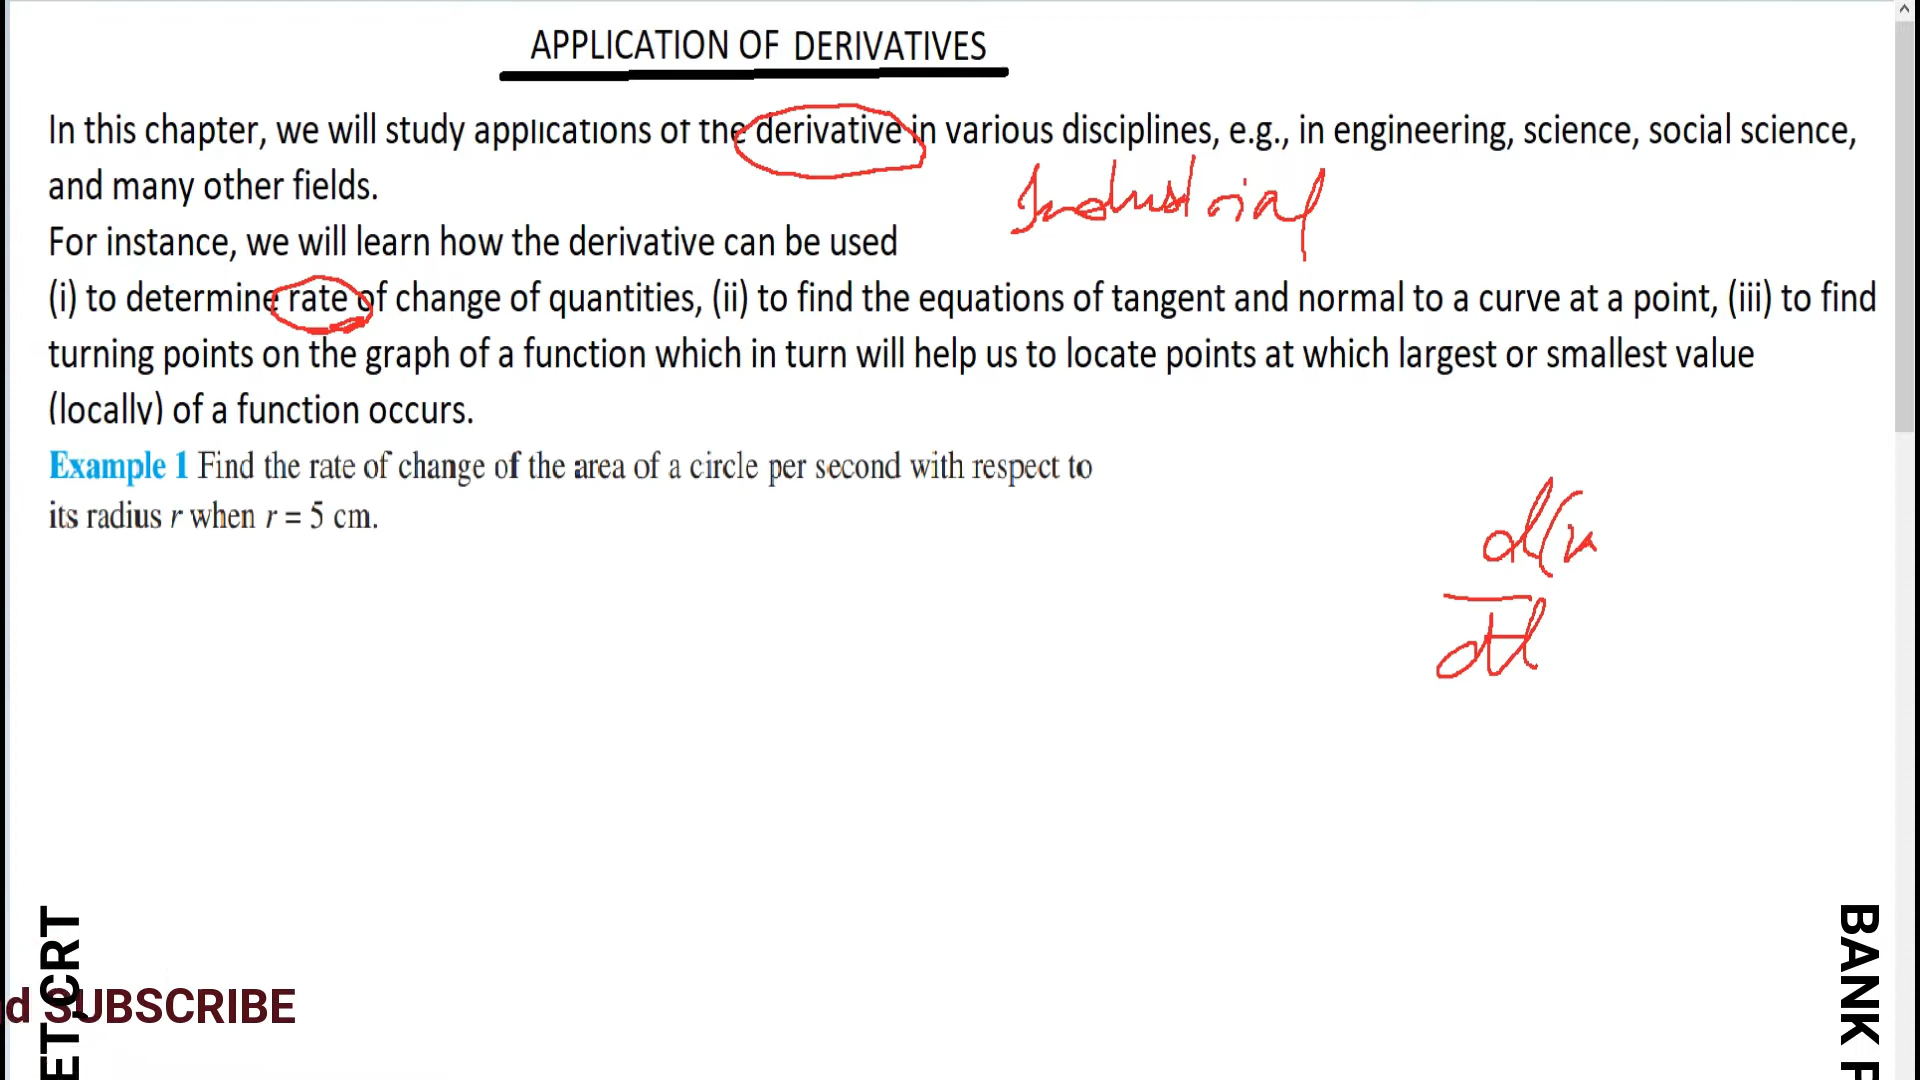 APPLICATION OF DERIVATIVES
In this chapter, we will study applications of the derivative in various disciplines, e.g., in engineering, science, social science,
and many other fields.
Industrial
For instance, we will learn how the derivative can be used
(i) to determine rate of change of quantities, (ii) to find the equations of tangent and normal to a curve at a point, (iii) to find
turning points on the graph of a function which in turn will help us to locate points at which largest or smallest value
(locally) of a function occurs.
Example 1 Find the rate of change of the area of a circle per second with respect to
its radius r when r = 5 cm.
d(x
SUBSCRIBE
ET,CRT
BANK